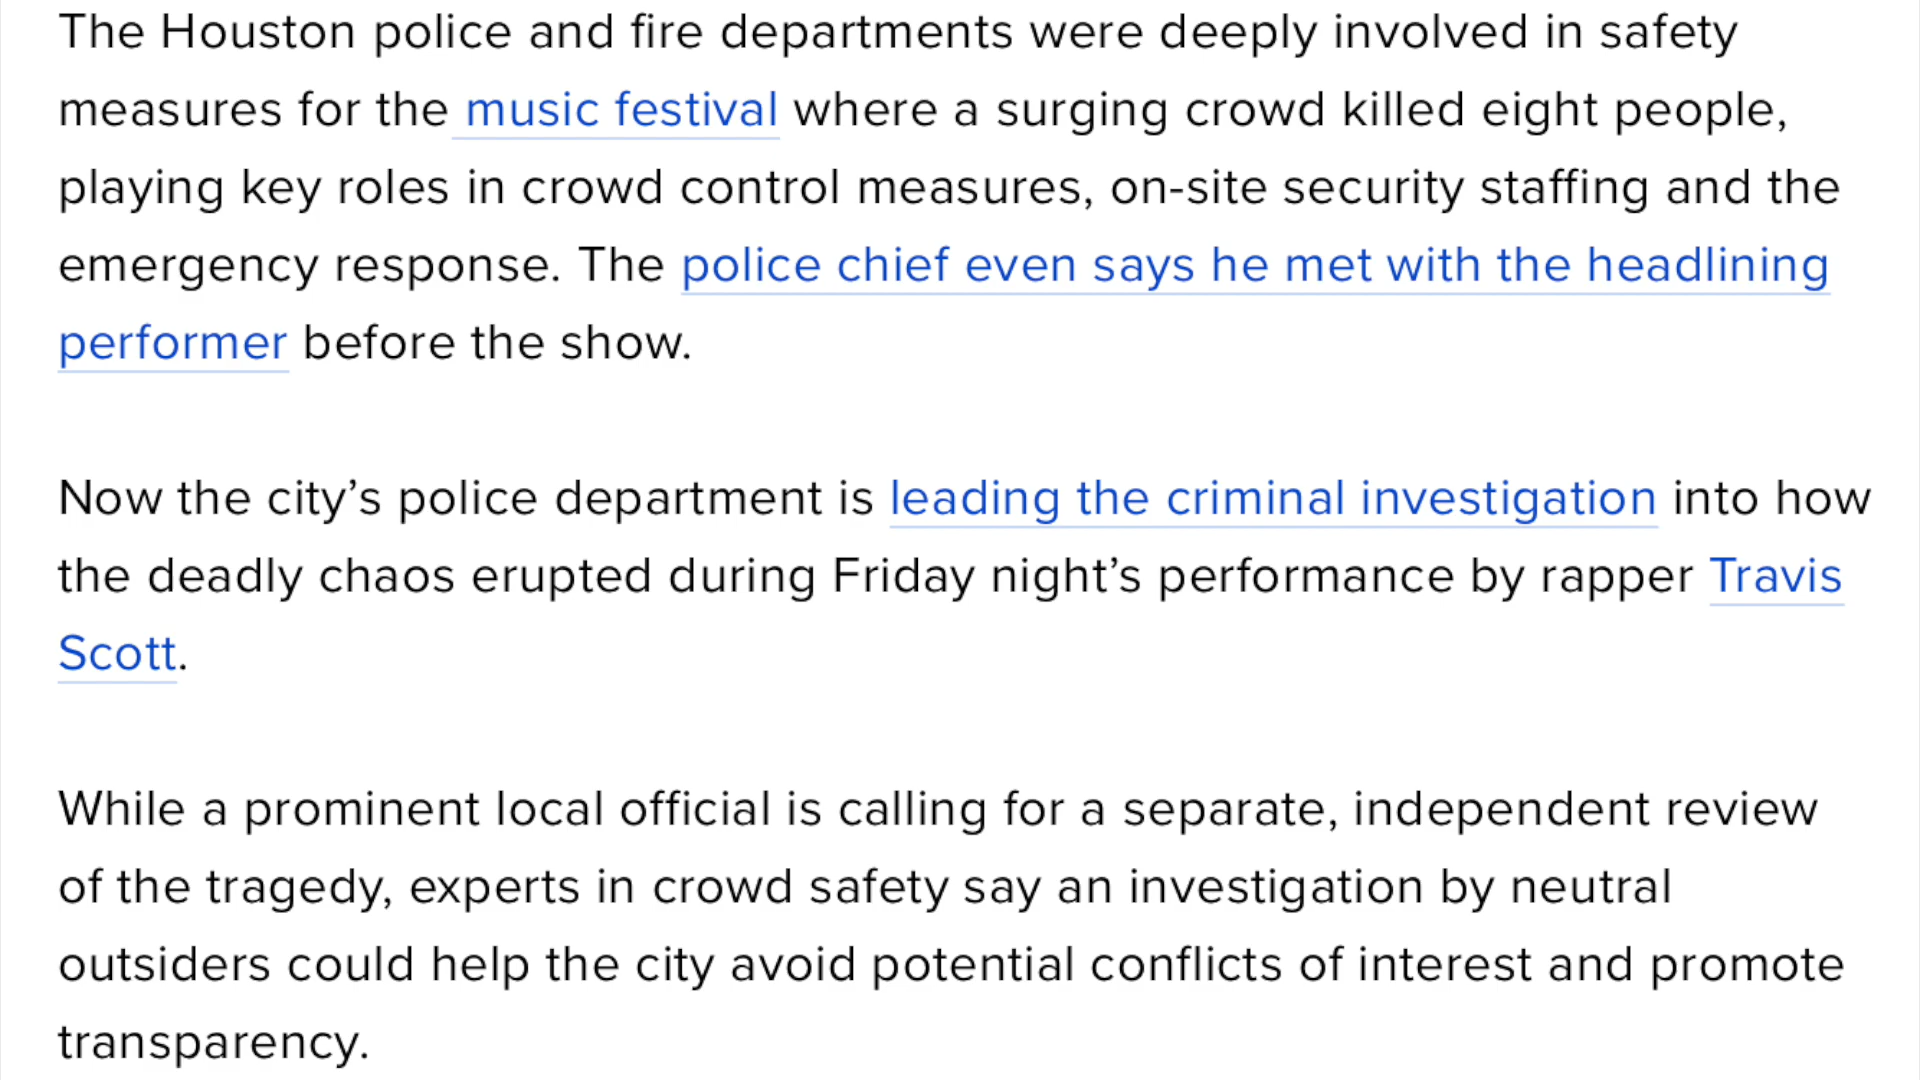 The Houston police and fire departments were deeply involved in safety
measures for the music festival where a surging crowd killed eight people,
playing key roles in crowd control measures, on-site security staffing and the
emergency response. The police chief even says he met with the headlining
performer before the show.
Now the city’s police department is leading the criminal investigation into how
the deadly chaos erupted during Friday night’s performance by rapper Travis
Scott.
While a prominent local official is calling for a separate, independent review
of the tragedy, experts in crowd safety say an investigation by neutral
outsiders could help the city avoid potential conflicts of interest and promote
transparency.